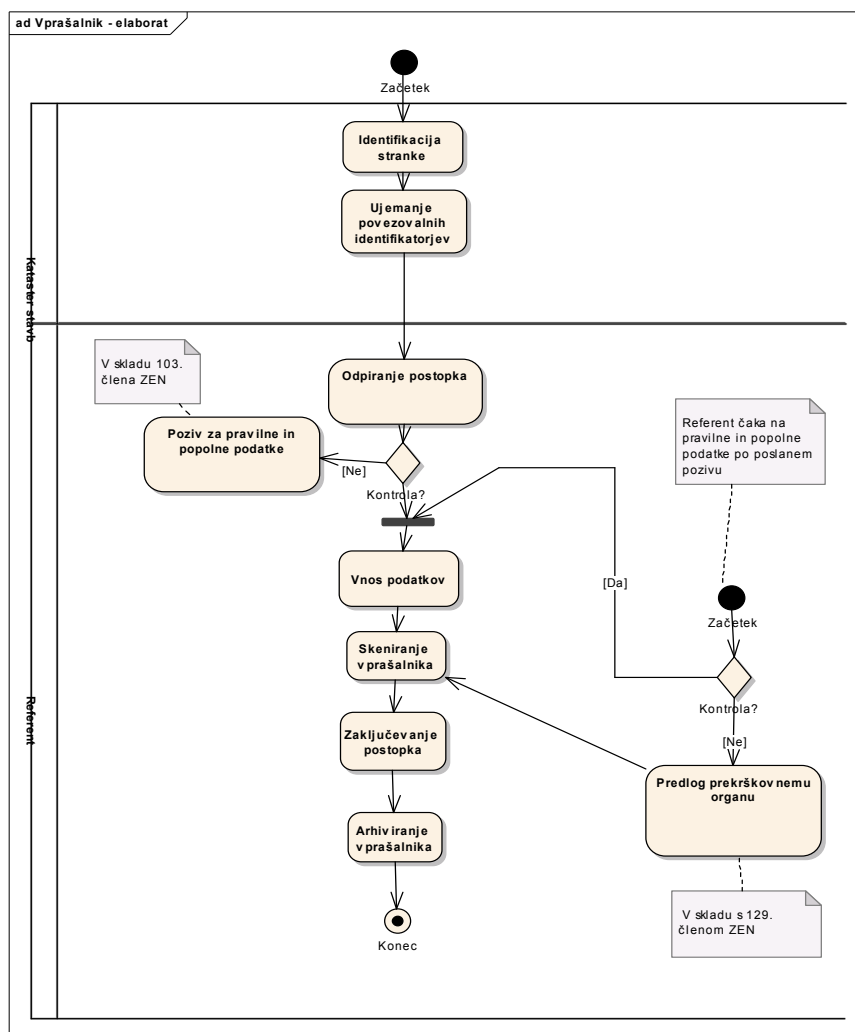 ad Vprašalnik - elaborat
Začetek
Identifikacija
stranke
Ujemanje
povezovalnih
identifikatorjev
Kataster stavb
V skladu 103.
člena ZEN
Odpiranje postopka
Poziv za pravilne in
popolne podatke
[Ne]
Kontrola?
Referent čaka na
pravilne in popolne
podatke po poslanem
pozivu
Vnos podatkov
[Da]
Začetek
Skeniranje
vprašalnika
Kontrola?
Referent
[Ne]
Zaključevanje
postopka
Predlog prekrškovnemu
organu
Arhiviranje
vprašalnika
V skladu s 129.
členom ZEN
Konec